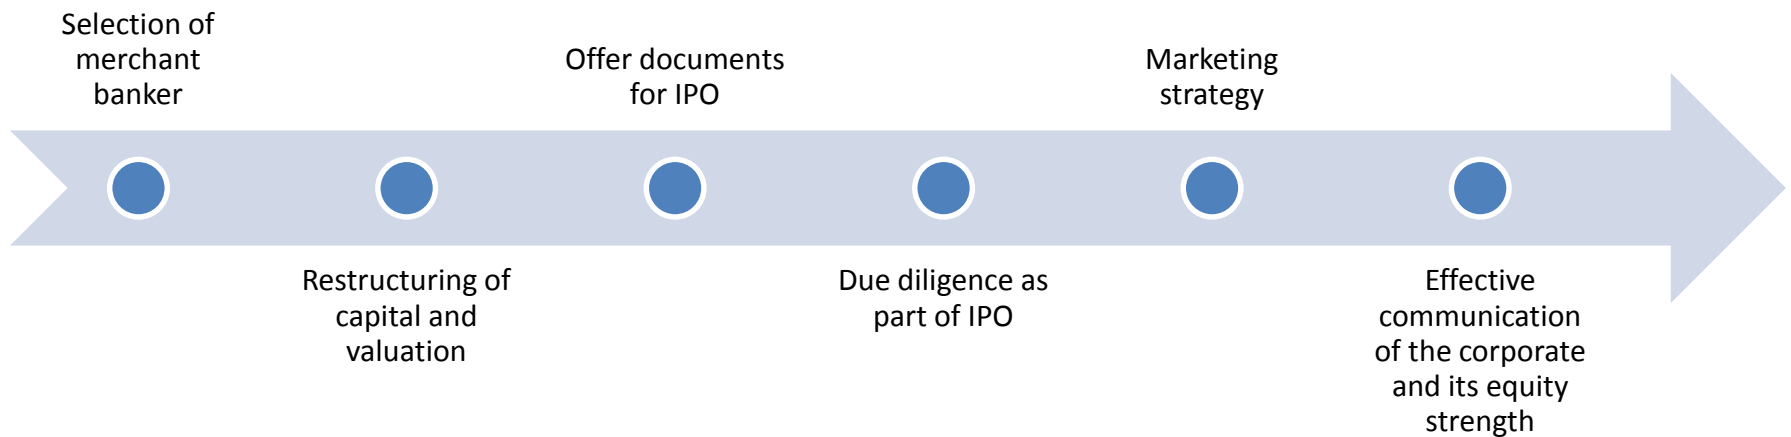 Selection of
merchant
banker
Restructuring of
capital and
valuation
Offer documents
for IPO
Due diligence as
part of IPO
Marketing
strategy
Effective
communication
of the corporate
and its equity
strength